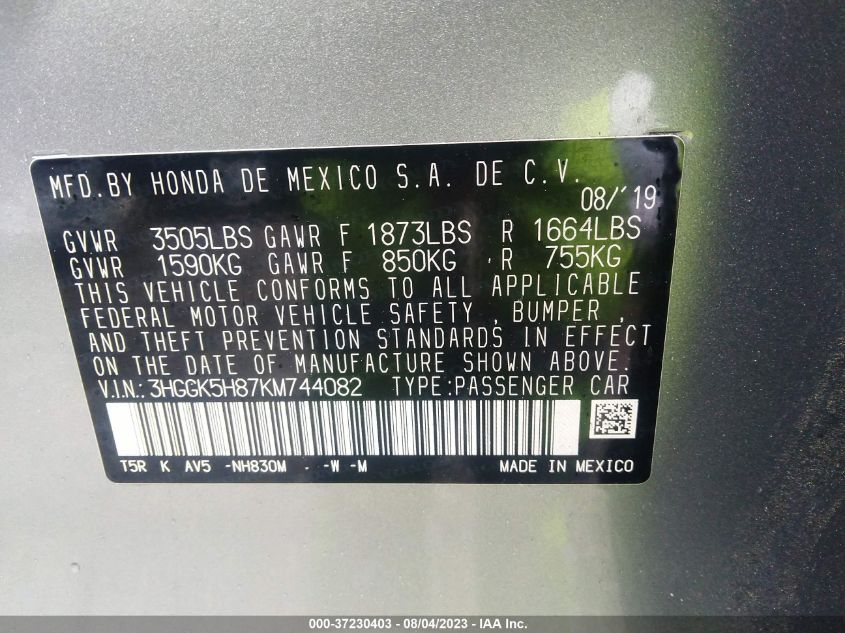 MFD.BY HONDA DE MEXICO S.A. DE C.V.
08/'19
GVWR 3505LBS GAWR F 1873LBS R 1664LBS
GVWR 1590KG GAWR F 850KG R 755KG
THIS VEHICLE CONFORMS TO ALL APPLICABLE
FEDERAL MOTOR VEHICLE SAFETY , BUMPER ,
AND THEFT PREVENTION STANDARDS IN EFFECT
ON THE DATE OF MANUFACTURE SHOWN ABOVE.
V.I.N.:3HGGK5H87KM744082 TYPE:PASSENGER CAR
T5R K AV5 -NH830M - -W -M MADE IN MEXICO
000-37230403 - 08/04/2023 - IAA Inc.